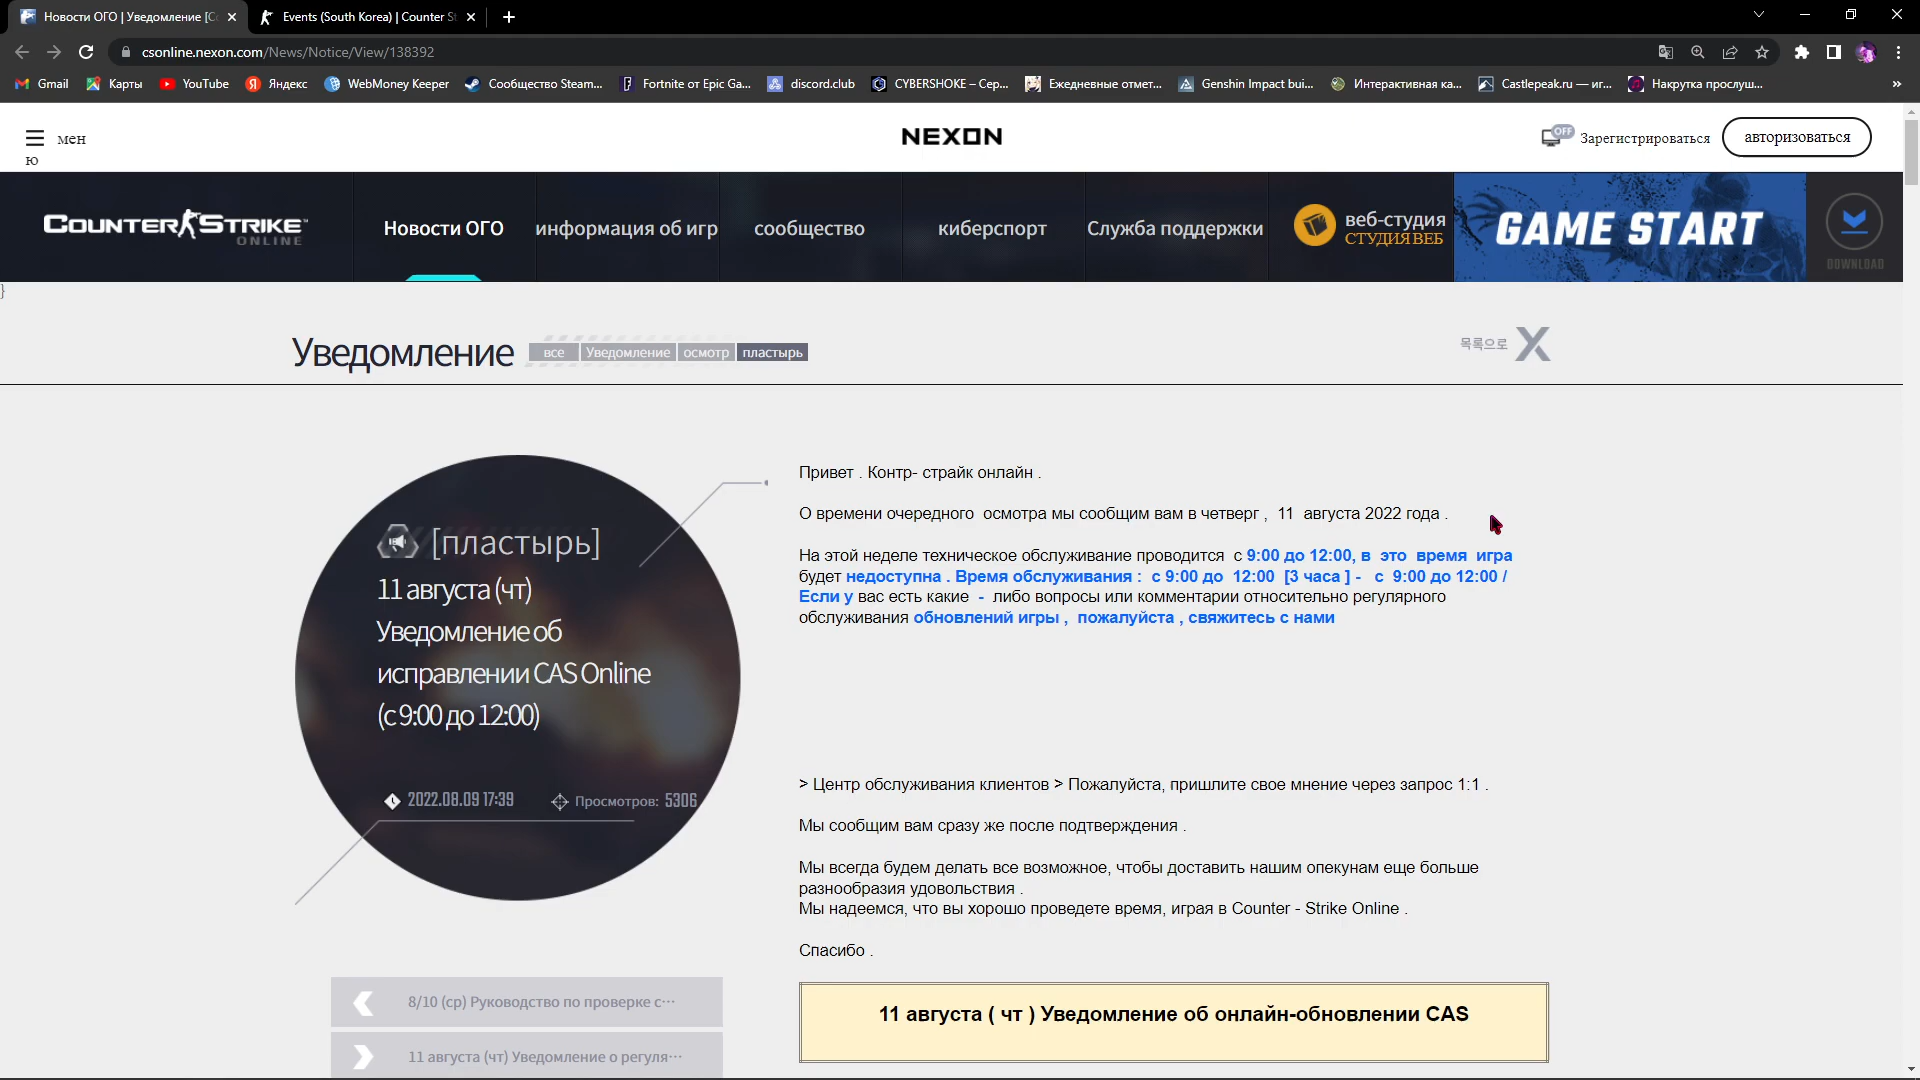 Новости ОГО | Уведомление [С
Events (South Korea) | Counter St
csonline.nexon.com/News/Notice/View/138392
Gmail Карты YouTube Яндекс WebMoney Keeper Сообщество Steam... Fortnite от Epic Ga... discord.club CYBERSHOKE – Сер... Ежедневные отмет... Genshin Impact bui... Интерактивная ка... Castlepeak.ru — иг... Накрутка прослуш... »
мен
ю
NEXON
OFF Зарегистрироваться авторизоваться
COUNTER STRIKE
ONLINE
Новости ОГО информация об игр сообщество киберспорт Служба поддержки
веб-студия
СТУДИЯ ВЕБ
GAME START
DOWNLOAD
}
Уведомление все Уведомление осмотр пластырь
목록으로 X
[пластырь]
11 августа (чт)
Уведомление об
исправлении CAS Online
(с 9:00 до 12:00)
2022.08.09 17:39 Просмотров: 5306
8/10 (ср) Руководство по проверке с···
11 августа (чт) Уведомление о регуля···
Привет . Контр- страйк онлайн .
О времени очередного осмотра мы сообщим вам в четверг , 11 августа 2022 года .
На этой неделе техническое обслуживание проводится с 9:00 до 12:00, в это время игра
будет недоступна . Время обслуживания : с 9:00 до 12:00 [3 часа ] - с 9:00 до 12:00 /
Если у вас есть какие - либо вопросы или комментарии относительно регулярного
обслуживания обновлений игры , пожалуйста , свяжитесь с нами
> Центр обслуживания клиентов > Пожалуйста, пришлите свое мнение через запрос 1:1 .
Мы сообщим вам сразу же после подтверждения .
Мы всегда будем делать все возможное, чтобы доставить нашим опекунам еще больше
разнообразия удовольствия .
Мы надеемся, что вы хорошо проведете время, играя в Counter - Strike Online .
Спасибо .
11 августа ( чт ) Уведомление об онлайн-обновлении CAS